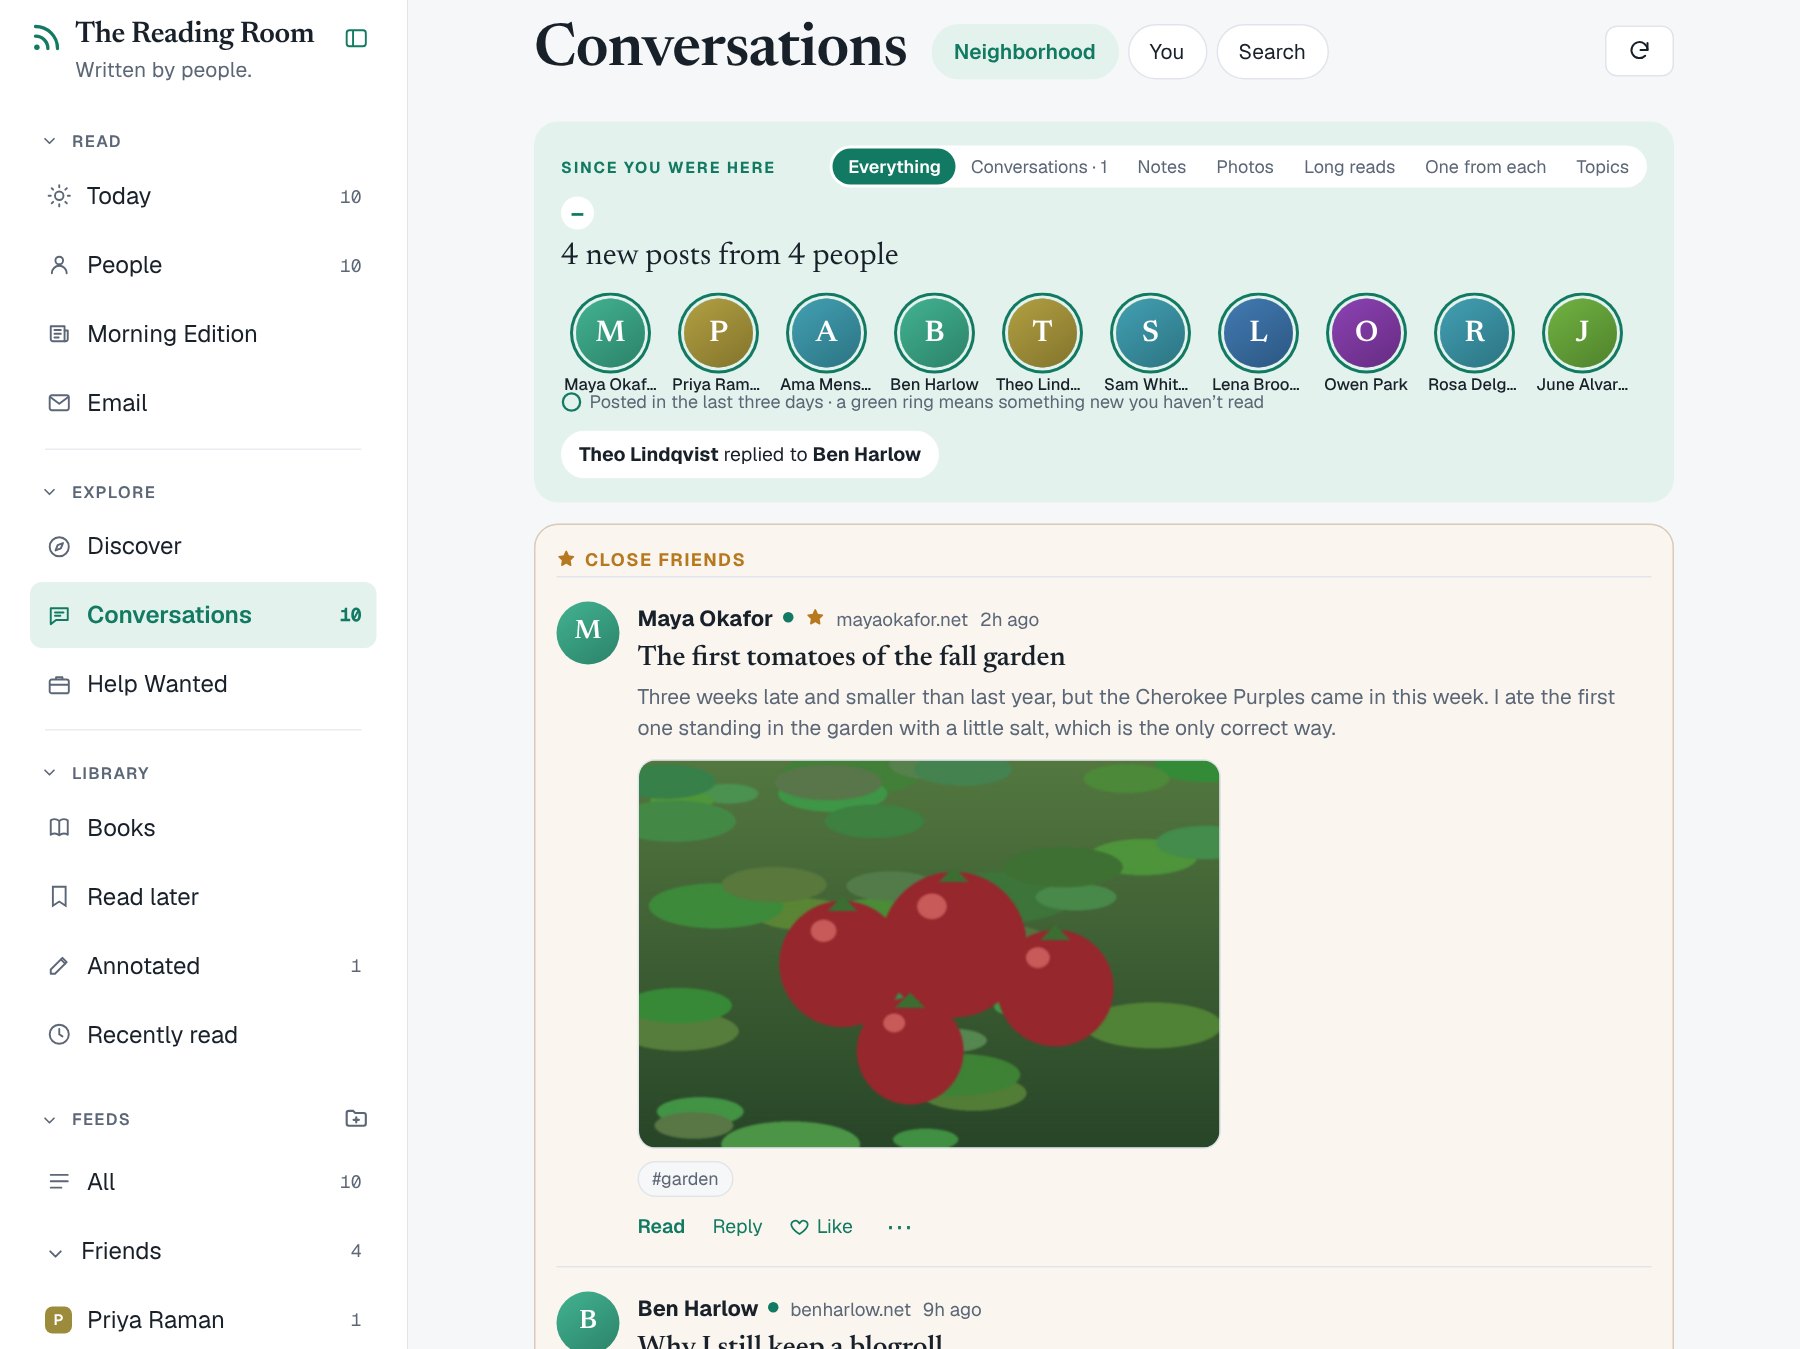 The Reading Room
Written by people.
READ
Today 10
People 10
Morning Edition
Email
EXPLORE
Discover
Conversations 10
Help Wanted
LIBRARY
Books
Read later
Annotated 1
Recently read
FEEDS
All 10
Friends 4
P Priya Raman 1
Conversations Neighborhood You Search
SINCE YOU WERE HERE Everything Conversations · 1 Notes Photos Long reads One from each Topics
4 new posts from 4 people
M P A B T S L O R J
Maya Okaf... Priya Ram... Ama Mens... Ben Harlow Theo Lind... Sam Whit... Lena Broo... Owen Park Rosa Delg... June Alvar...
Posted in the last three days · a green ring means something new you haven’t read
Theo Lindqvist replied to Ben Harlow
CLOSE FRIENDS
M
Maya Okafor mayaokafor.net 2h ago
The first tomatoes of the fall garden
Three weeks late and smaller than last year, but the Cherokee Purples came in this week. I ate the first
one standing in the garden with a little salt, which is the only correct way.
#garden
Read Reply Like ...
B
Ben Harlow benharlow.net 9h ago
Why I still keep a blogroll